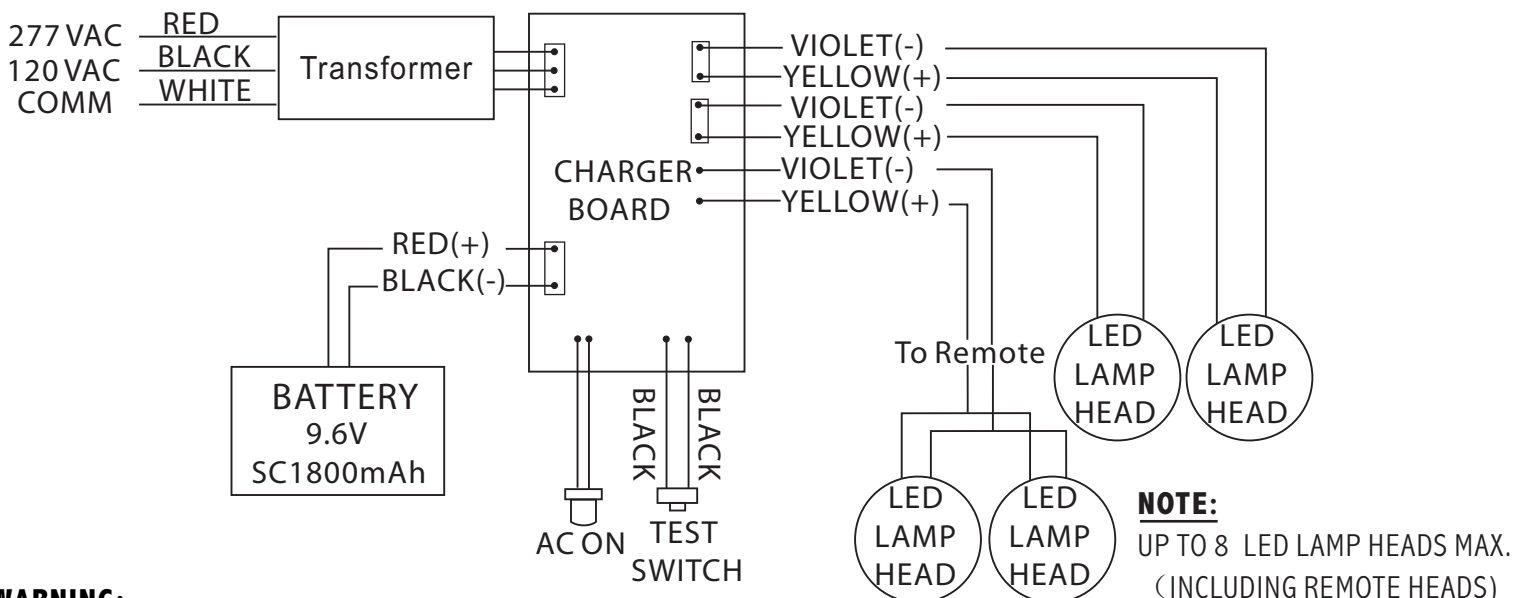 277 VAC
RED
120 VAC
BLACK
COMM
WHITE
Transformer
VIOLET(-)
YELLOW(+)
VIOLET(-)
YELLOW(+)
VIOLET(-)
YELLOW(+)
CHARGER
BOARD
RED(+)
BLACK(-)
BATTERY
9.6V
SC1800mAh
AC ON
BLACK
BLACK
TEST
SWITCH
To Remote
LED
LAMP
HEAD
LED
LAMP
HEAD
LED
LAMP
HEAD
LED
LAMP
HEAD
NOTE:
UP TO 8 LED LAMP HEADS MAX.
(INCLUDING REMOTE HEADS)
WARNING: